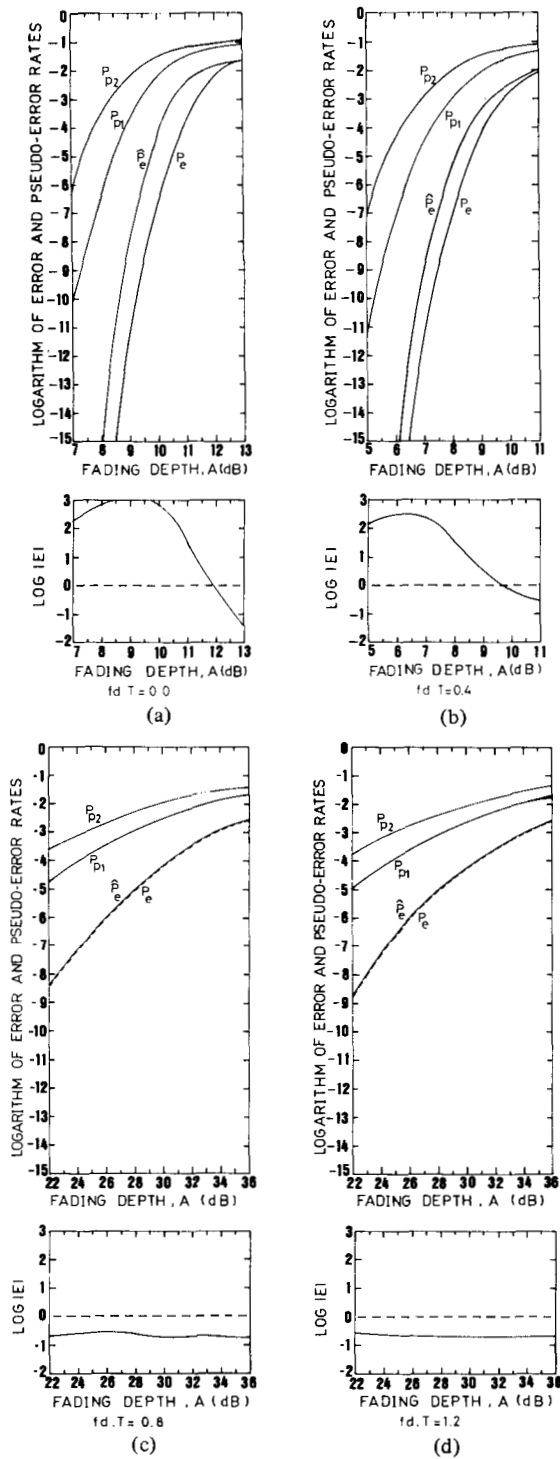 LOGARITHM OF ERROR AND PSEUDO-ERROR RATES
0
-1
-2
-3
-4
-5
-6
-7
-8
-9
-10
-11
-12
-13
-14
-15
Pp2
Pp1
P̂e
Pe
7 8 9 10 11 12 13
FADING DEPTH, A(dB)
LOG |E|
3
2
1
0
-1
-2
7 8 9 10 11 12 13
FADING DEPTH, A(dB)
fd T = 0 0
(a)
LOGARITHM OF ERROR AND PSEUDO-ERROR RATES
0
-1
-2
-3
-4
-5
-6
-7
-8
-9
-10
-11
-12
-13
-14
-15
Pp2
Pp1
P̂e
Pe
5 6 7 8 9 10 11
FADING DEPTH, A(dB)
LOG |E|
3
2
1
0
-1
-2
5 6 7 8 9 10 11
FADING DEPTH, A(dB)
fd T = 0.4
(b)
LOGARITHM OF ERROR AND PSEUDO-ERROR RATES
0
-1
-2
-3
-4
-5
-6
-7
-8
-9
-10
-11
-12
-13
-14
-15
Pp2
Pp1
P̂e
Pe
22 24 26 28 30 32 34 36
FADING DEPTH, A (dB)
LOG |E|
3
2
1
0
-1
-2
22 24 26 28 30 32 34 36
FADING DEPTH, A (dB)
fd.T = 0.8
(c)
LOGARITHM OF ERROR AND PSEUDO-ERROR RATES
0
-1
-2
-3
-4
-5
-6
-7
-8
-9
-10
-11
-12
-13
-14
-15
Pp2
Pp1
P̂e
Pe
22 24 26 28 30 32 34 36
FADING DEPTH, A (dB)
LOG |E|
3
2
1
0
-1
-2
22 24 26 28 30 32 34 36
FADING DEPTH, A (dB)
fd.T = 1.2
(d)